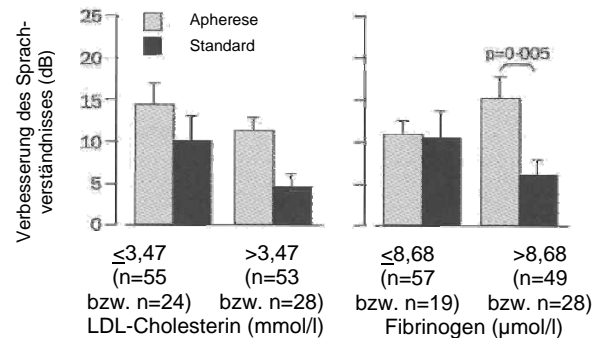 Verbesserung des Sprach-
verständnisses (dB)
25
20
15
10
5
0
Apherese
Standard
p=0·005
≤3,47
(n=55
bzw. n=24)
>3,47
(n=53
bzw. n=28)
LDL-Cholesterin (mmol/l)
≤8,68
(n=57
bzw. n=19)
>8,68
(n=49
bzw. n=28)
Fibrinogen (µmol/l)